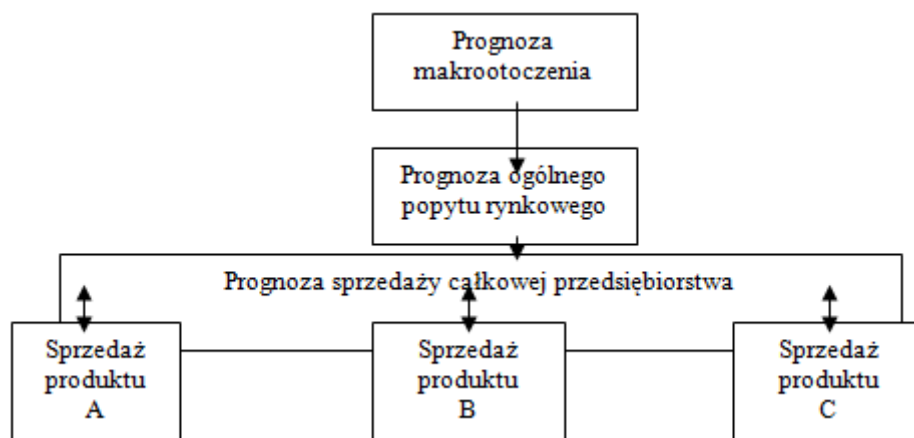 Prognoza
makrootoczenia
Prognoza ogólnego
popytu rynkowego
Prognoza sprzedaży całkowej przedsiębiorstwa
Sprzedaż
produktu
A
Sprzedaż
produktu
B
Sprzedaż
produktu
C